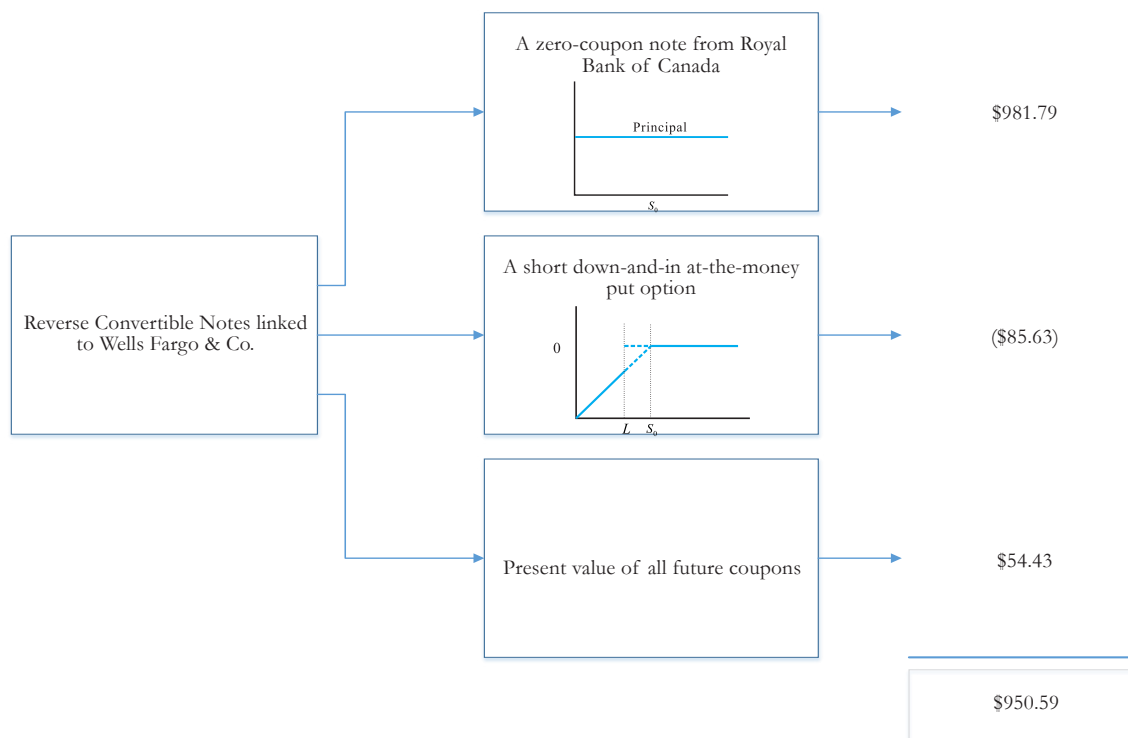 A zero-coupon note from Royal
Bank of Canada
Principal
S₀
$981.79
Reverse Convertible Notes linked
to Wells Fargo & Co.
A short down-and-in at-the-money
put option
0
L S₀
($85.63)
Present value of all future coupons
$54.43
$950.59